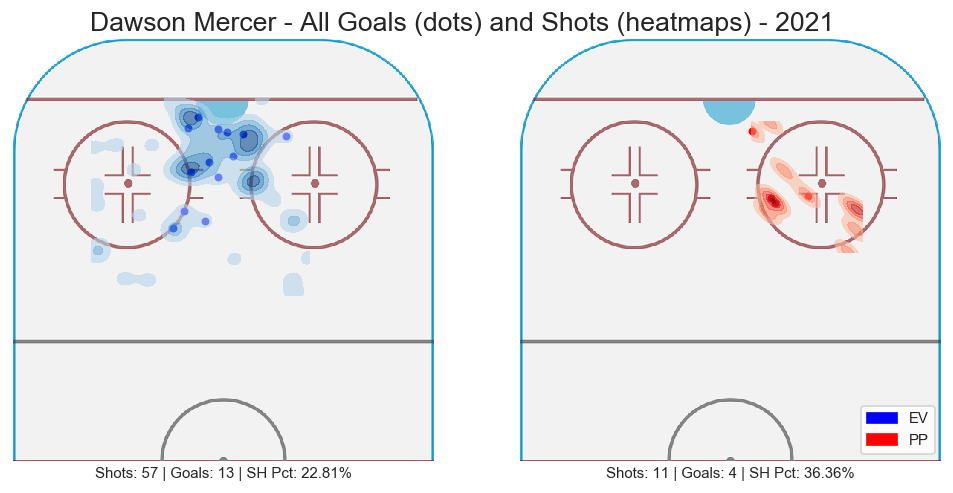 Dawson Mercer - All Goals (dots) and Shots (heatmaps) - 2021
EV
PP
Shots: 57 | Goals: 13 | SH Pct: 22.81%
Shots: 11 | Goals: 4 | SH Pct: 36.36%